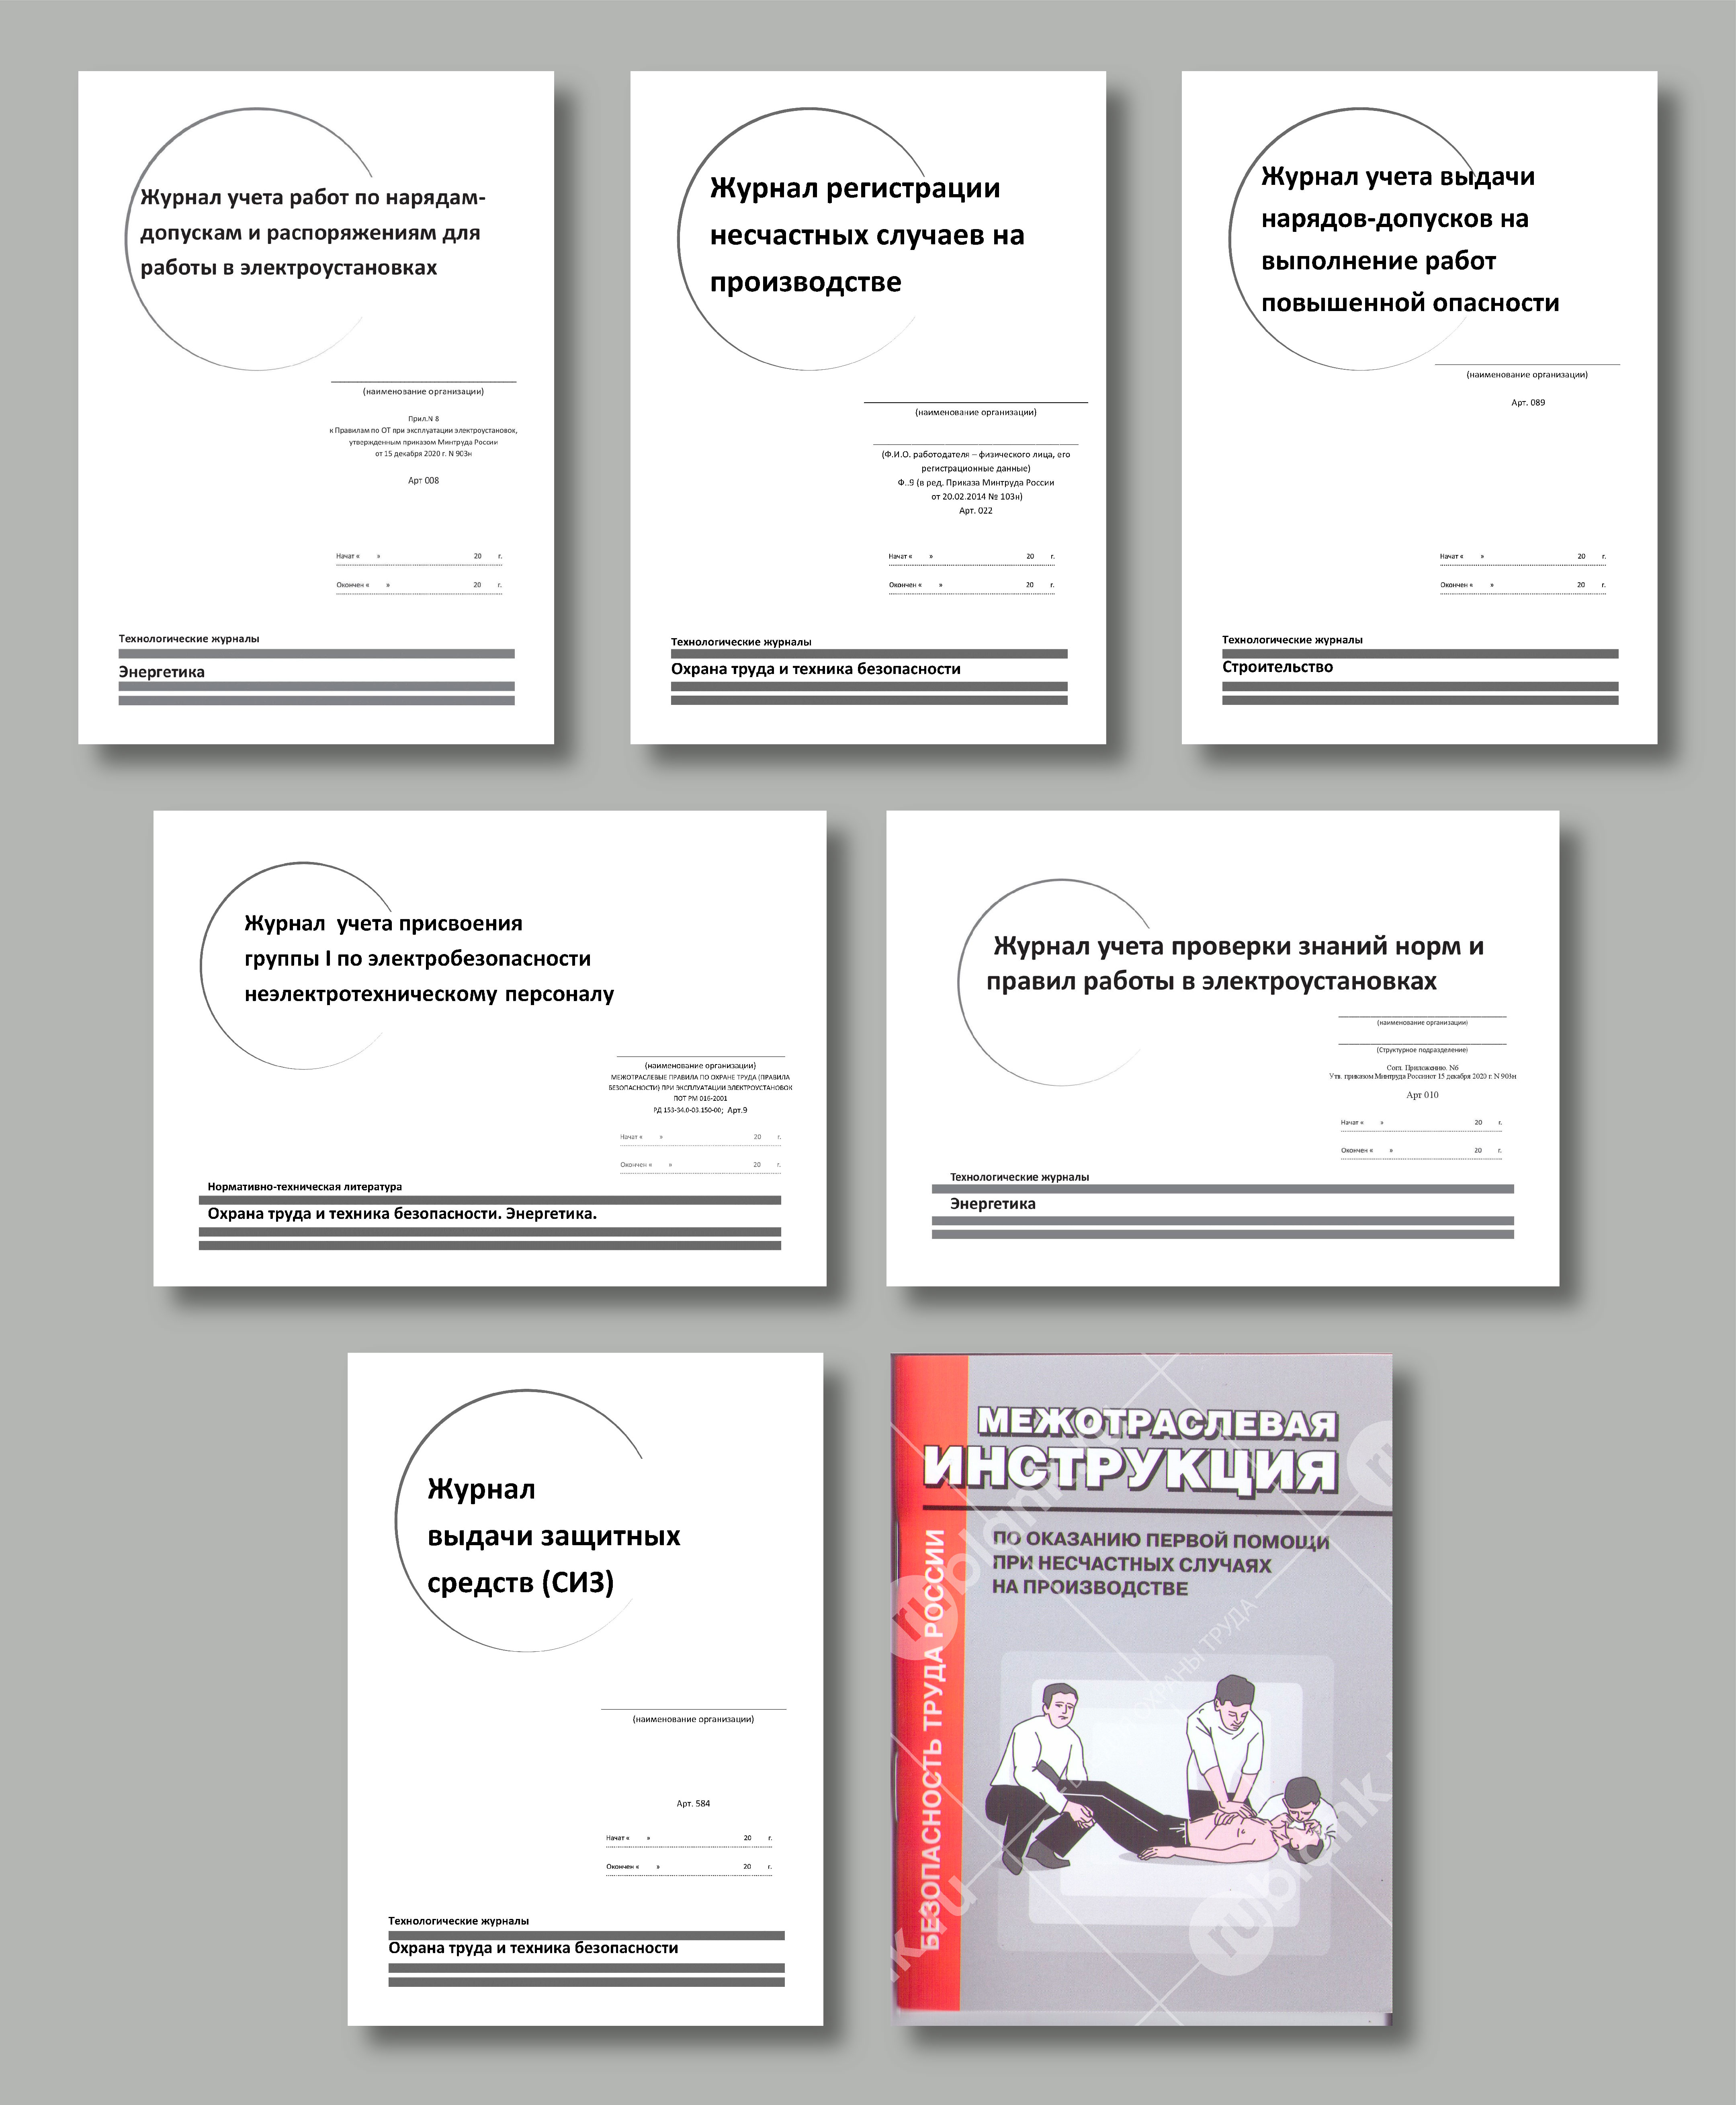 Журнал учета работ по нарядам-
допускам и распоряжениям для
работы в электроустановках
(наименование организации)
Прил.N 8
к Правилам по ОТ при эксплуатации электроустановок,
утвержденным приказом Минтруда России
от 15 декабря 2020 г. N 903н
Арт 008
Начат « » 20 г.
Окончен « » 20 г.
Технологические журналы
Энергетика
Журнал регистрации
несчастных случаев на
производстве
(наименование организации)
(Ф.И.О. работодателя – физического лица, его
регистрационные данные)
Ф..9 (в ред. Приказа Минтруда России
от 20.02.2014 № 103н)
Арт. 022
Начат « » 20 г.
Окончен « » 20 г.
Технологические журналы
Охрана труда и техника безопасности
Журнал учета выдачи
нарядов-допусков на
выполнение работ
повышенной опасности
(наименование организации)
Арт. 089
Начат « » 20 г.
Окончен « » 20 г.
Технологические журналы
Строительство
Журнал учета присвоения
группы I по электробезопасности
неэлектротехническому персоналу
(наименование организации)
МЕЖОТРАСЛЕВЫЕ ПРАВИЛА ПО ОХРАНЕ ТРУДА (ПРАВИЛА
БЕЗОПАСНОСТИ) ПРИ ЭКСПЛУАТАЦИИ ЭЛЕКТРОУСТАНОВОК
ПОТ РМ 016-2001
РД 153-34.0-03.150-00; Арт.9
Начат « » 20 г.
Окончен « » 20 г.
Нормативно-техническая литература
Охрана труда и техника безопасности. Энергетика.
Журнал учета проверки знаний норм и
правил работы в электроустановках
(наименование организации)
(Структурное подразделение)
Согл. Приложению. N6
Утв. приказом Минтруда Россииот 15 декабря 2020 г. N 903н
Арт 010
Начат « » 20 г.
Окончен « » 20 г.
Технологические журналы
Энергетика
Журнал
выдачи защитных
средств (СИЗ)
(наименование организации)
Арт. 584
Начат « » 20 г.
Окончен « » 20 г.
Технологические журналы
Охрана труда и техника безопасности
МЕЖОТРАСЛЕВАЯ
ИНСТРУКЦИЯ
ПО ОКАЗАНИЮ ПЕРВОЙ ПОМОЩИ
ПРИ НЕСЧАСТНЫХ СЛУЧАЯХ
НА ПРОИЗВОДСТВЕ
БЕЗОПАСНОСТЬ ТРУДА РОССИИ
rublank.ru
ОХРАНЫ ТРУДА
rublank